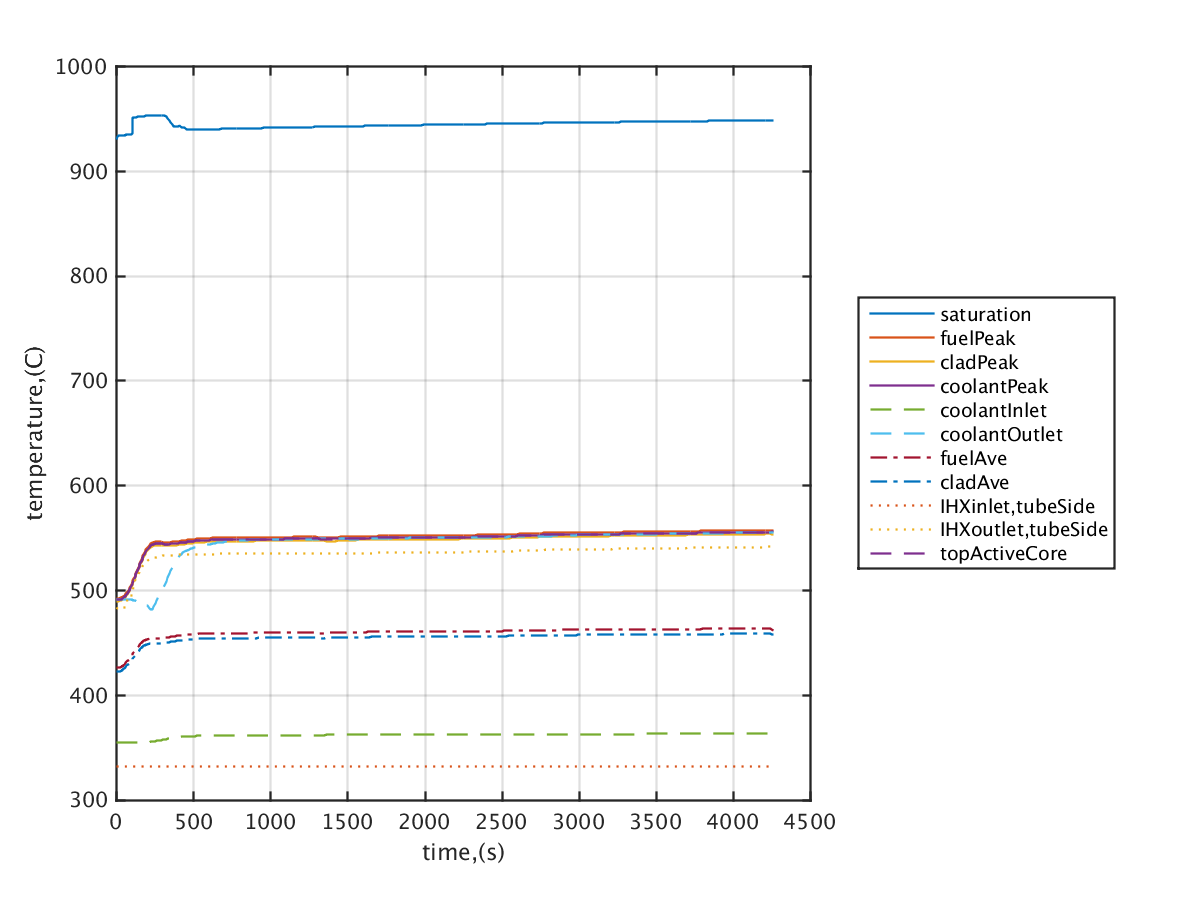 1000
900
800
700
600
500
400
300
temperature,(C)
0 500 1000 1500 2000 2500 3000 3500 4000 4500
time,(s)
saturation
fuelPeak
cladPeak
coolantPeak
coolantInlet
coolantOutlet
fuelAve
cladAve
IHXinlet,tubeSide
IHXoutlet,tubeSide
topActiveCore